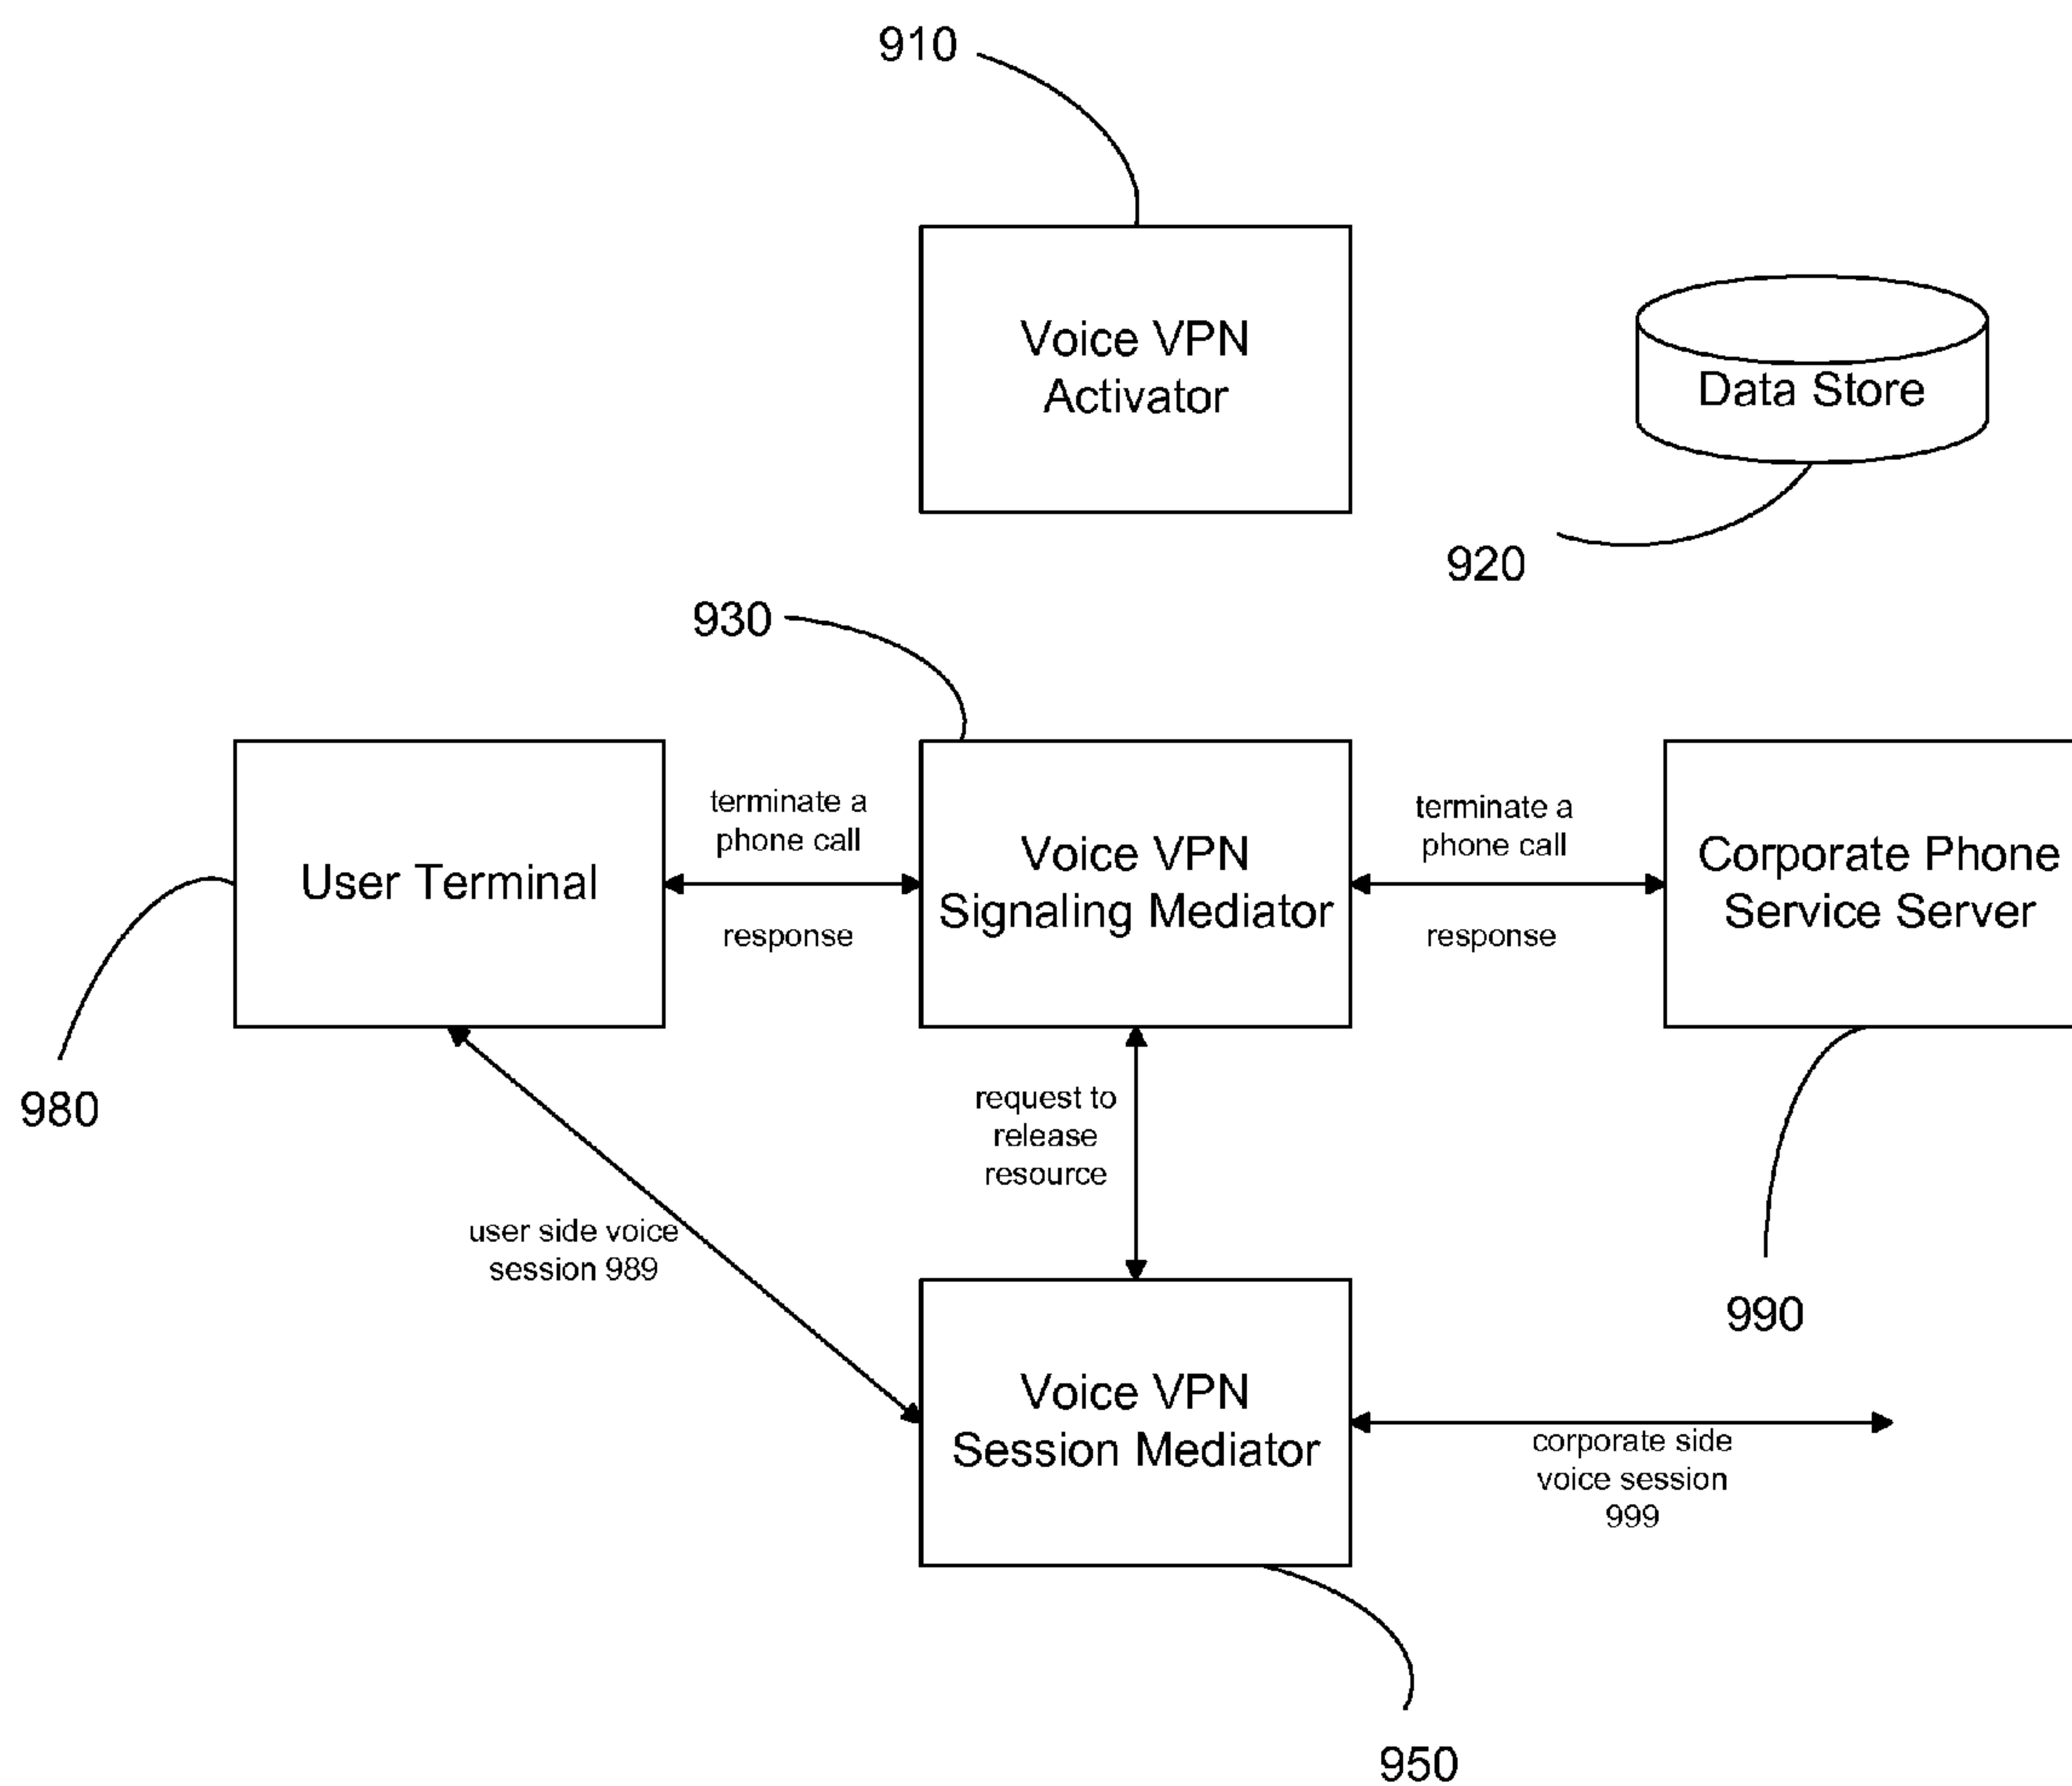 910
Voice VPN
Activator
Data Store
920
930
User Terminal
terminate a
phone call
response
Voice VPN
Signaling Mediator
terminate a
phone call
response
Corporate Phone
Service Server
980
request to
release
resource
user side voice
session 989
990
Voice VPN
Session Mediator
corporate side
voice session
999
950